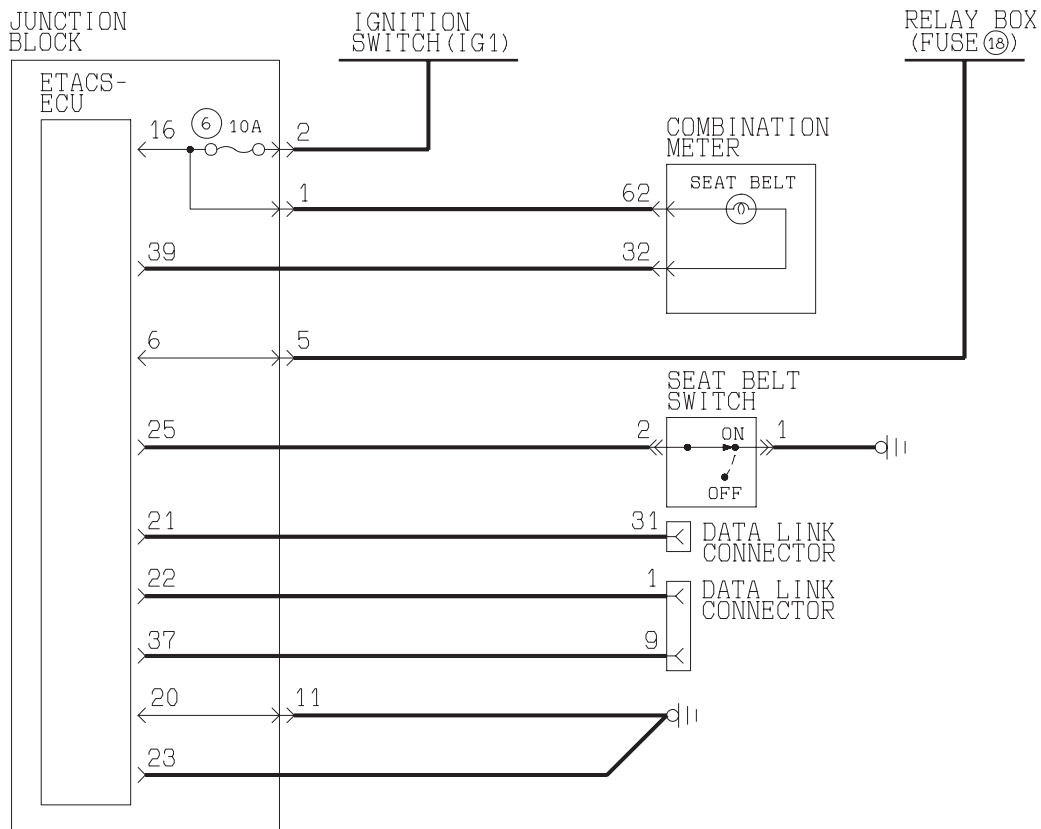 JUNCTION
BLOCK
IGNITION
SWITCH(IG1)
RELAY BOX
(FUSE⑱)
ETACS-
ECU
16
⑥
10A
2
COMBINATION
METER
SEAT BELT
1
62
39
32
6
5
SEAT BELT
SWITCH
25
2
ON
1
OFF
21
31
DATA LINK
CONNECTOR
22
1
DATA LINK
CONNECTOR
37
9
20
11
23